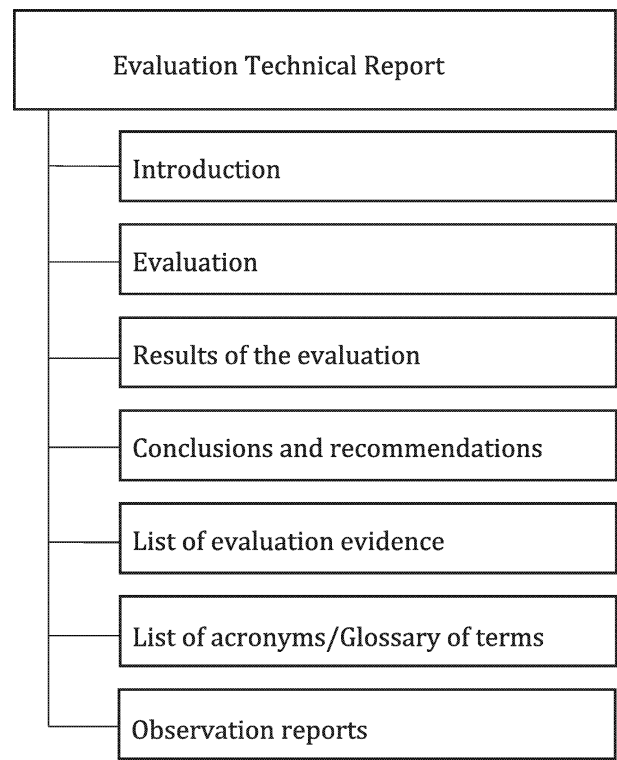 Evaluation Technical Report
Introduction
Evaluation
Results of the evaluation
Conclusions and recommendations
List of evaluation evidence
List of acronyms/Glossary of terms
Observation reports